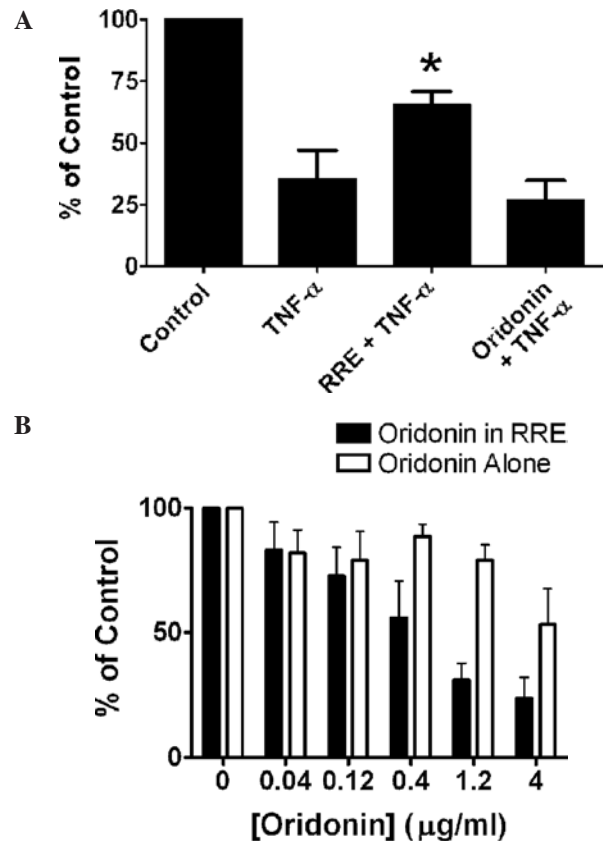 A
% of Control
100
75
50
25
0
*
Control
TNF-α
RRE + TNF-α
Oridonin
+ TNF-α
B
Oridonin in RRE
Oridonin Alone
% of Control
100
50
0
0 0.04 0.12 0.4 1.2 4
[Oridonin] (μg/ml)